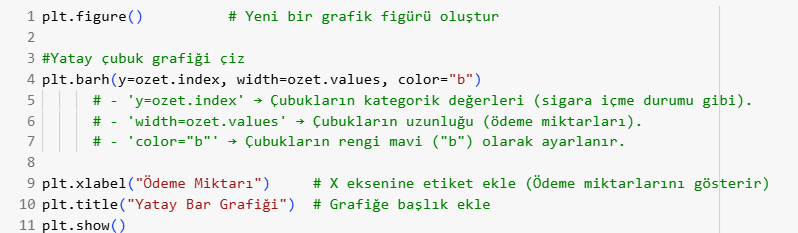 1 plt.figure()          # Yeni bir grafik figürü oluştur
2
3 #Yatay çubuk grafiği çiz
4 plt.barh(y=ozet.index, width=ozet.values, color="b")
5       # - 'y=ozet.index' → Çubukların kategorik değerleri (sigara içme durumu gibi).
6       # - 'width=ozet.values' → Çubukların uzunluğu (ödeme miktarları).
7       # - 'color="b"' → Çubukların rengi mavi ("b") olarak ayarlanır.
8
9 plt.xlabel("Ödeme Miktarı")     # X eksenine etiket ekle (Ödeme miktarlarını gösterir)
10 plt.title("Yatay Bar Grafiği")  # Grafiğe başlık ekle
11 plt.show()